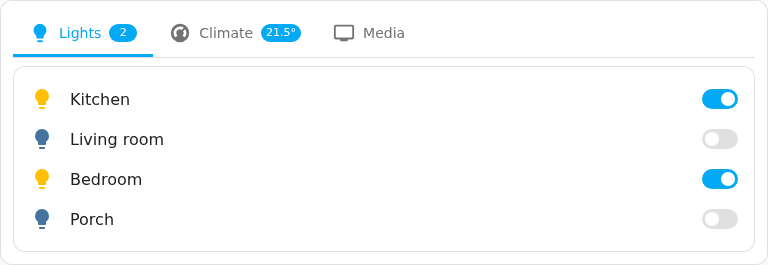 Lights 2 Climate 21.5° Media
Kitchen
Living room
Bedroom
Porch